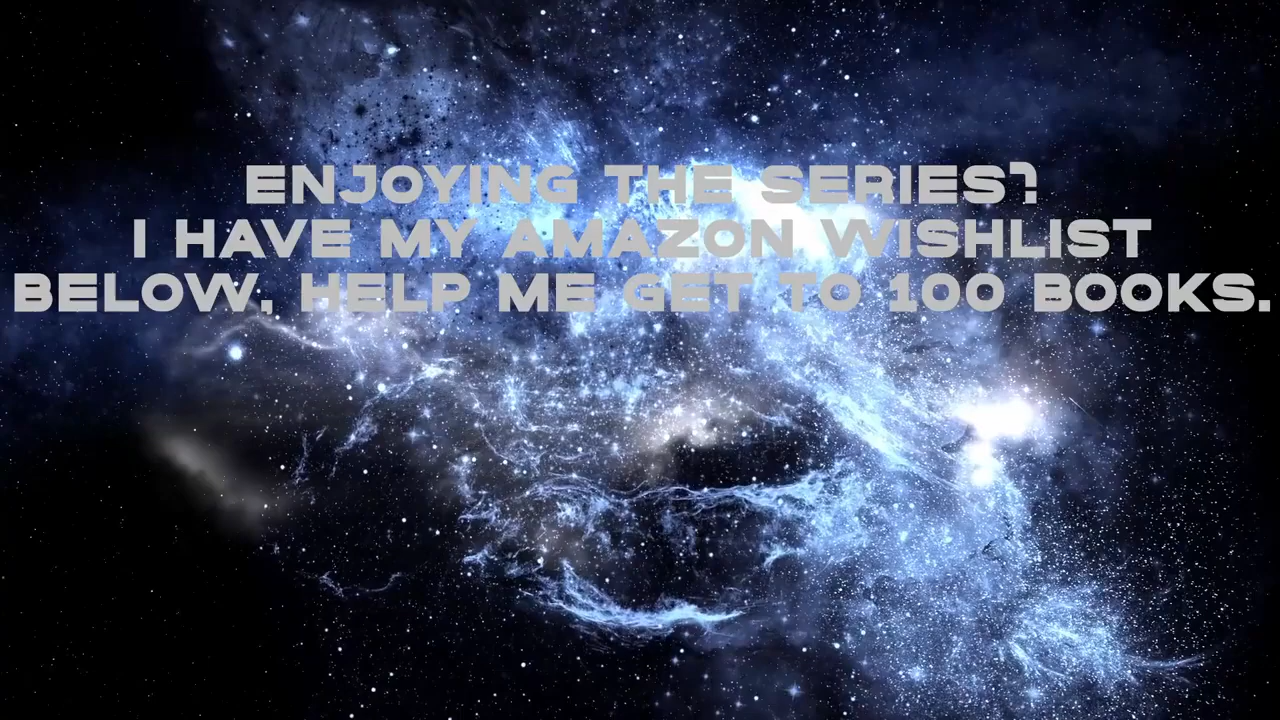 ENJOYING THE SERIES?
I HAVE MY AMAZON WISHLIST
BELOW, HELP ME GET TO 100 BOOKS.